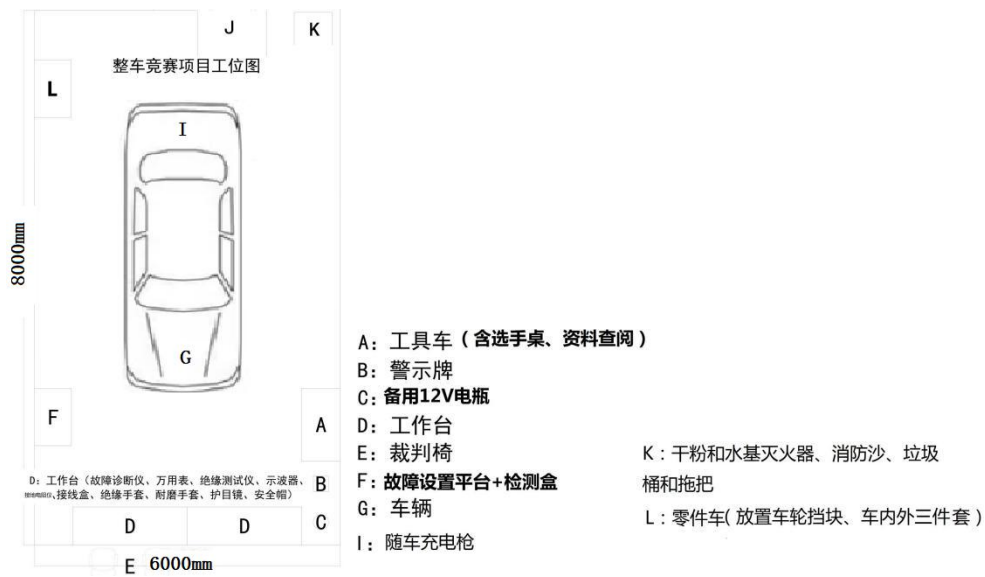 J
K
整车竞赛项目工位图
L
I
8000mm
G
F
A
D：工作台（故障诊断仪、万用表、绝缘测试仪、示波器、
、接线盒、绝缘手套、耐磨手套、护目镜、安全帽）
B
D
D
C
E
6000mm
A：工具车（含选手桌、资料查阅）
B：警示牌
C：备用12V电瓶
D：工作台
E：裁判椅
F：故障设置平台+检测盒
G：车辆
I：随车充电枪
K：干粉和水基灭火器、消防沙、垃圾
桶和拖把
L：零件车（放置车轮挡块、车内外三件套）